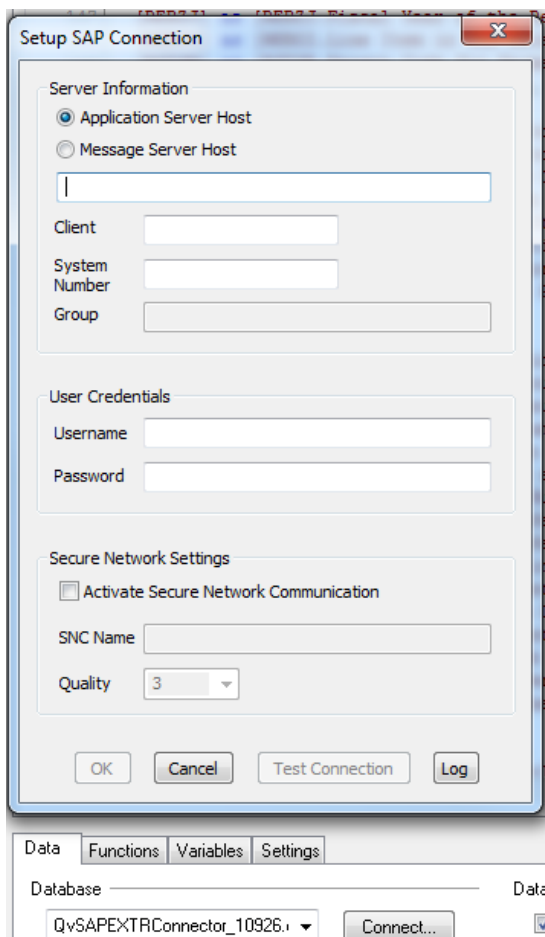 Setup SAP Connection
Server Information
Application Server Host
Message Server Host
Client
System
Number
Group
User Credentials
Username
Password
Secure Network Settings
Activate Secure Network Communication
SNC Name
Quality 3
OK Cancel Test Connection Log
Data Functions Variables Settings
Database Data
QvSAPEXTRConnector_10926. Connect...